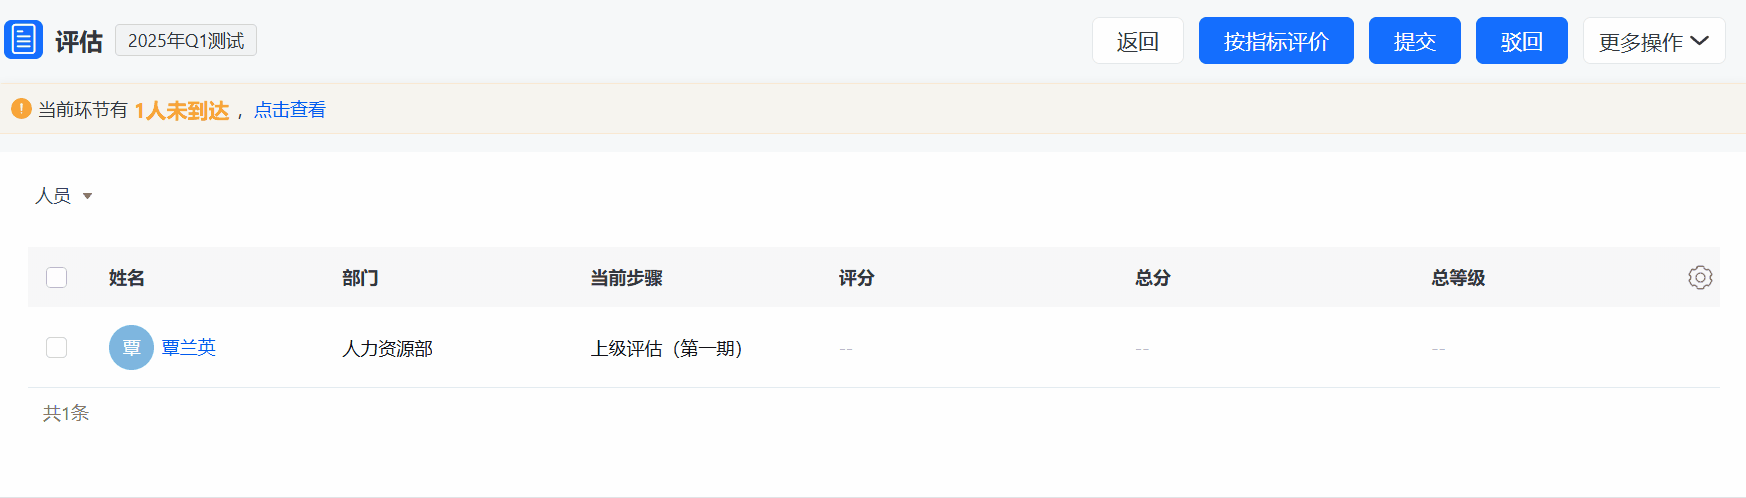 评估 2025年Q1测试 返回 按指标评价 提交 驳回 更多操作
当前环节有 1人未到达 ，点击查看
人员
姓名 部门 当前步骤 评分 总分 总等级
覃 覃兰英 人力资源部 上级评估（第一期） -- -- --
共1条